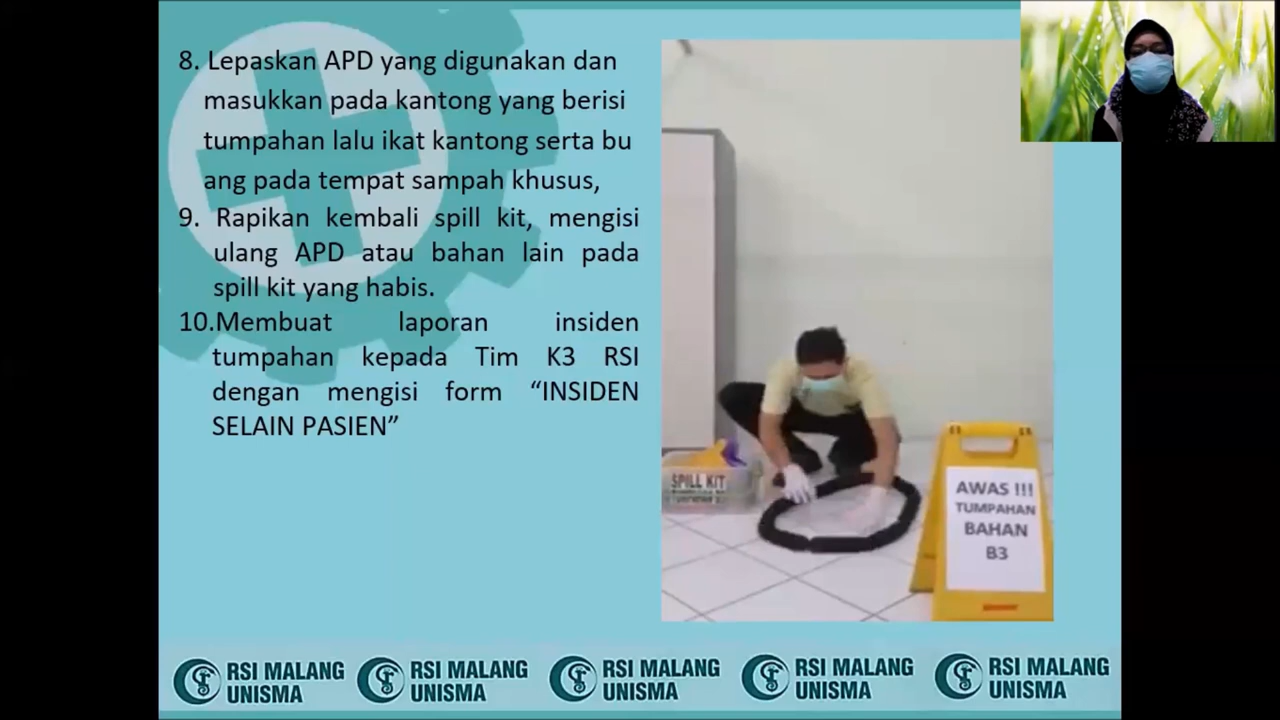 8. Lepaskan APD yang digunakan dan
masukkan pada kantong yang berisi
tumpahan lalu ikat kantong serta bu
ang pada tempat sampah khusus,
9. Rapikan kembali spill kit, mengisi
ulang APD atau bahan lain pada
spill kit yang habis.
10.Membuat laporan insiden
tumpahan kepada Tim K3 RSI
dengan mengisi form “INSIDEN
SELAIN PASIEN”
SPILL KIT
AWAS !!!
TUMPAHAN
BAHAN
B3
RSI MALANG
UNISMA
RSI MALANG
UNISMA
RSI MALANG
UNISMA
RSI MALANG
UNISMA
RSI MALANG
UNISMA